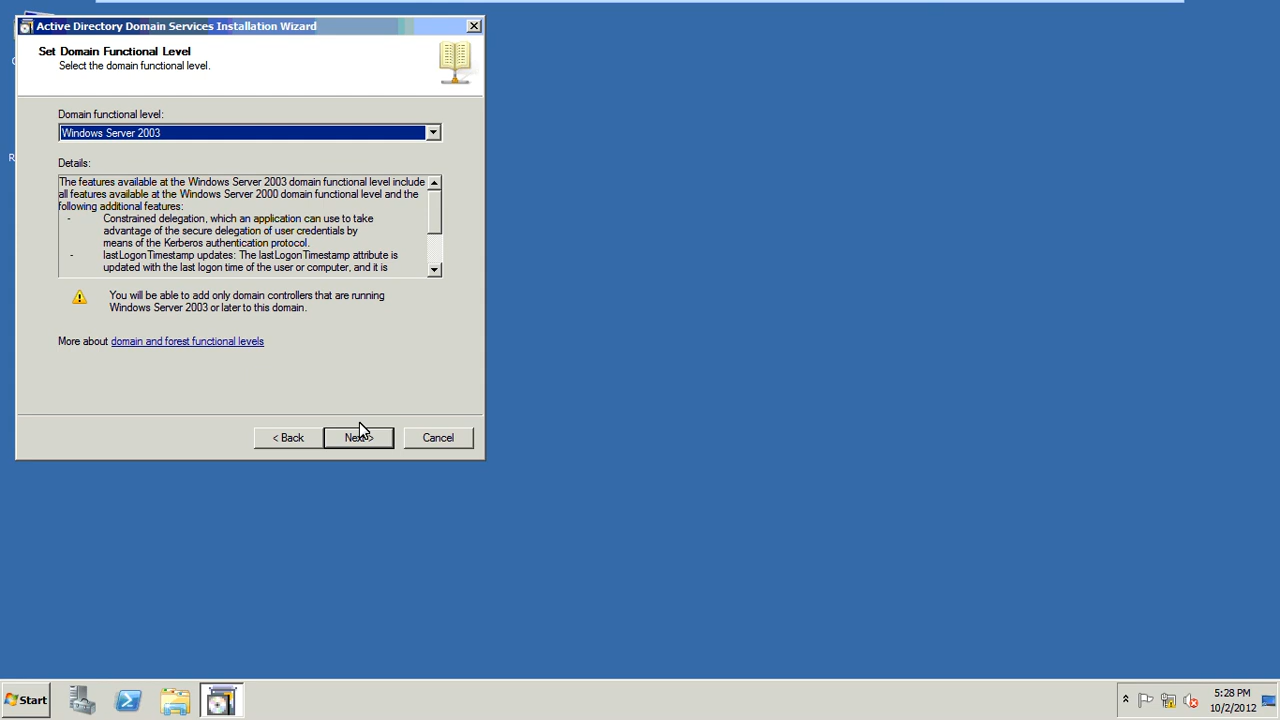 Active Directory Domain Services Installation Wizard
Set Domain Functional Level
Select the domain functional level.
Domain functional level:
Windows Server 2003
Details:
The features available at the Windows Server 2003 domain functional level include
all features available at the Windows Server 2000 domain functional level and the
following additional features:
- Constrained delegation, which an application can use to take
advantage of the secure delegation of user credentials by
means of the Kerberos authentication protocol.
- lastLogonTimestamp updates: The lastLogonTimestamp attribute is
updated with the last logon time of the user or computer, and it is
You will be able to add only domain controllers that are running
Windows Server 2003 or later to this domain.
More about domain and forest functional levels
< Back
Next >
Cancel
Start
5:28 PM
10/2/2012